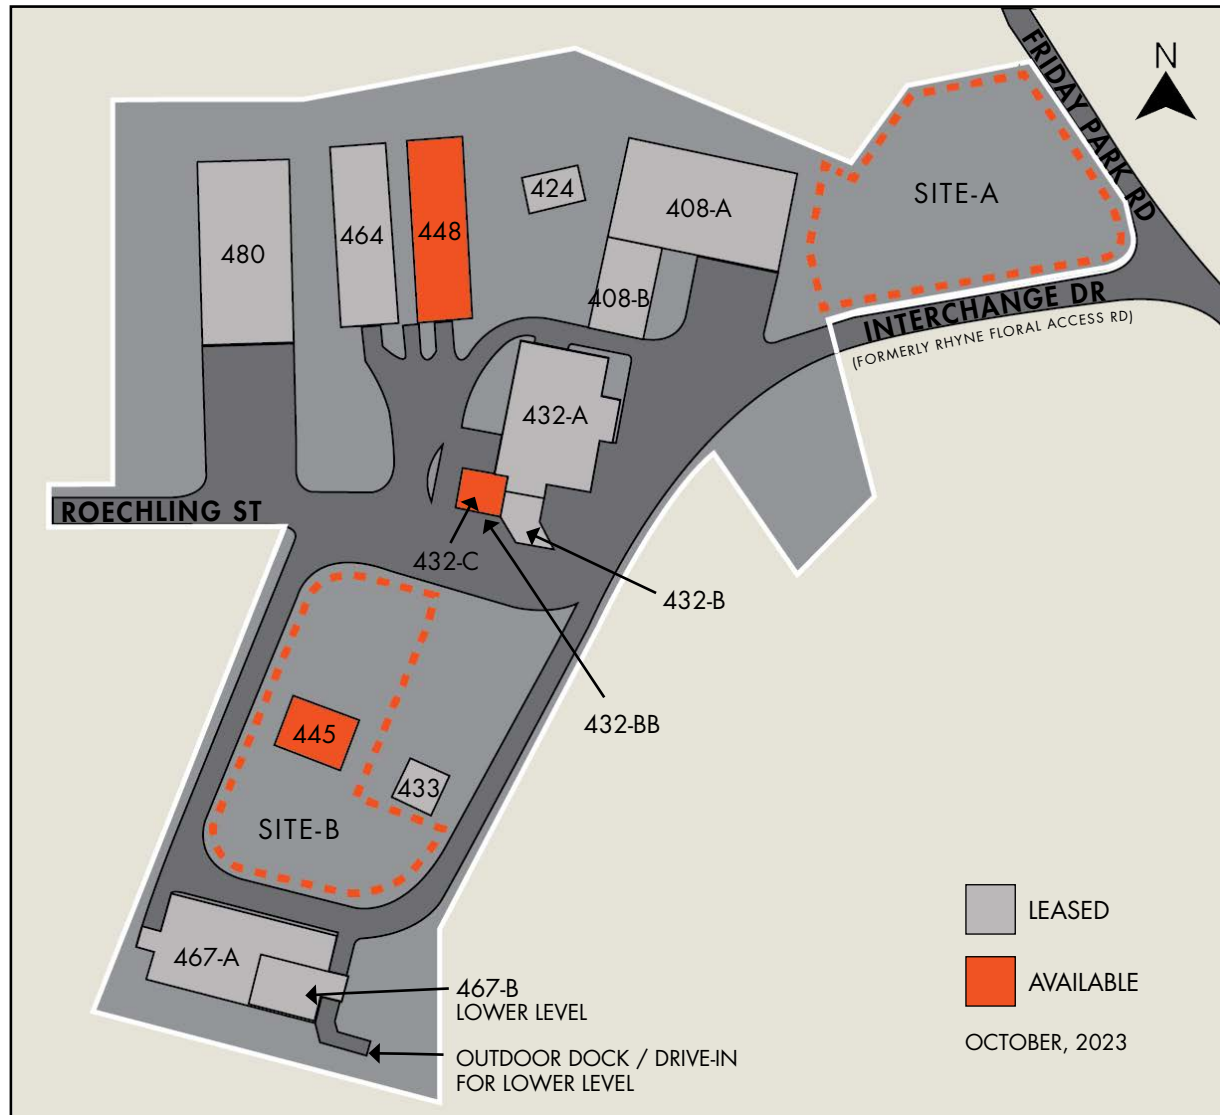 FRIDAY PARK RD
N
SITE-A
424
408-A
464
448
480
408-B
INTERCHANGE DR
(FORMERLY RHYNE FLORAL ACCESS RD)
432-A
ROECHLING ST
432-C
432-B
432-BB
445
433
SITE-B
LEASED
467-A
AVAILABLE
467-B
LOWER LEVEL
OCTOBER, 2023
OUTDOOR DOCK / DRIVE-IN
FOR LOWER LEVEL